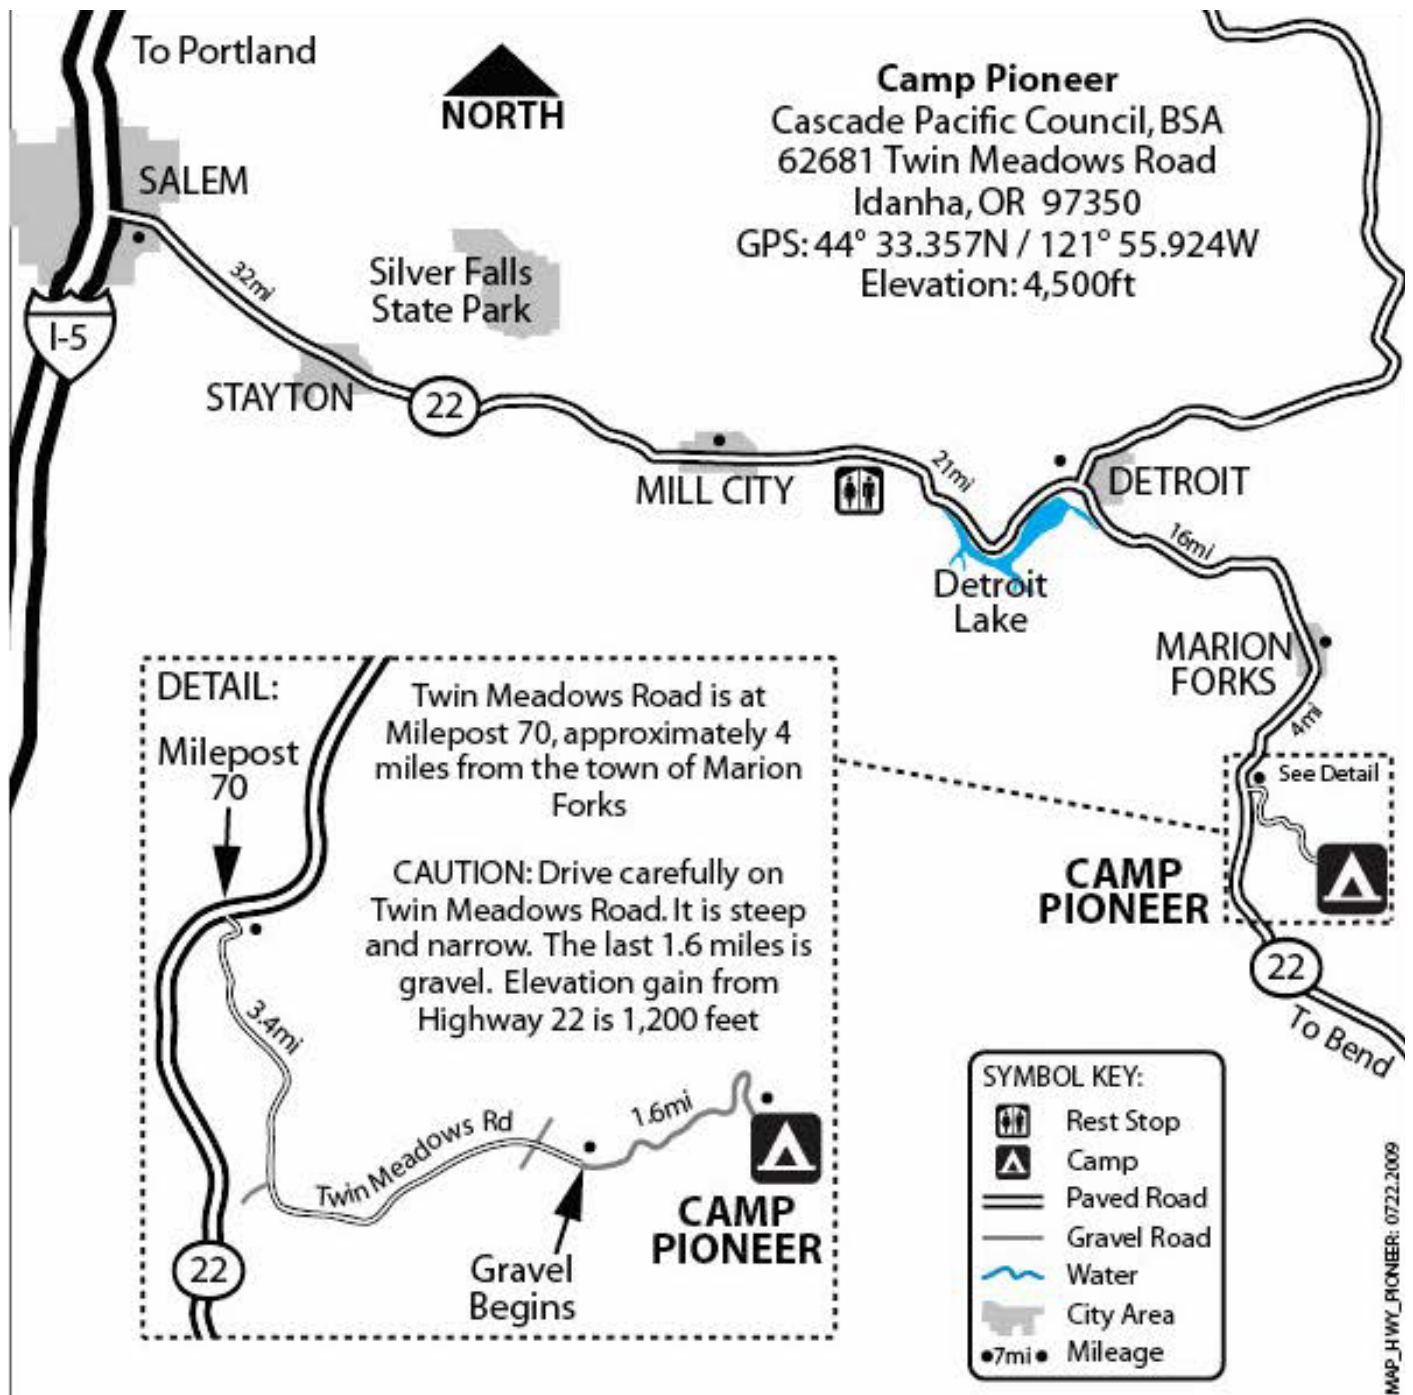 To Portland
NORTH
Camp Pioneer
Cascade Pacific Council, BSA
62681 Twin Meadows Road
Idanha, OR 97350
GPS: 44° 33.357N / 121° 55.924W
Elevation: 4,500ft
SALEM
32mi
Silver Falls
State Park
I-5
STAYTON
22
MILL CITY
21mi
DETROIT
16mi
Detroit
Lake
MARION
FORKS
4mi
See Detail
CAMP
PIONEER
22
To Bend
DETAIL:
Milepost
70
Twin Meadows Road is at
Milepost 70, approximately 4
miles from the town of Marion
Forks
CAUTION: Drive carefully on
Twin Meadows Road. It is steep
and narrow. The last 1.6 miles is
gravel. Elevation gain from
Highway 22 is 1,200 feet
3.4mi
Twin Meadows Rd
1.6mi
CAMP
PIONEER
Gravel
Begins
22
SYMBOL KEY:
Rest Stop
Camp
Paved Road
Gravel Road
Water
City Area
7mi Mileage
MAP_HWY_PIONEER: 0722.2009